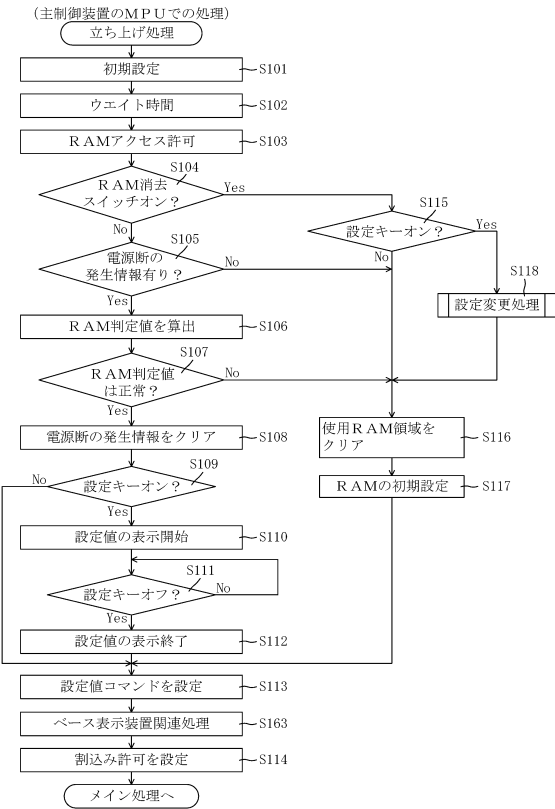 （主制御装置のMPUでの処理）
立ち上げ処理
初期設定
S101
ウエイト時間
S102
RAMアクセス許可
S103
S104
RAM消去
スイッチオン？
Yes
No
S115
設定キーオン？
Yes
No
S105
電源断の
発生情報有り？
No
Yes
S118
設定変更処理
RAM判定値を算出
S106
S107
RAM判定値
は正常？
No
Yes
電源断の発生情報をクリア
S108
使用RAM領域を
クリア
S116
S109
設定キーオン？
No
Yes
RAMの初期設定
S117
設定値の表示開始
S110
S111
設定キーオフ？
No
Yes
設定値の表示終了
S112
設定値コマンドを設定
S113
ベース表示装置関連処理
S163
割込み許可を設定
S114
メイン処理へ